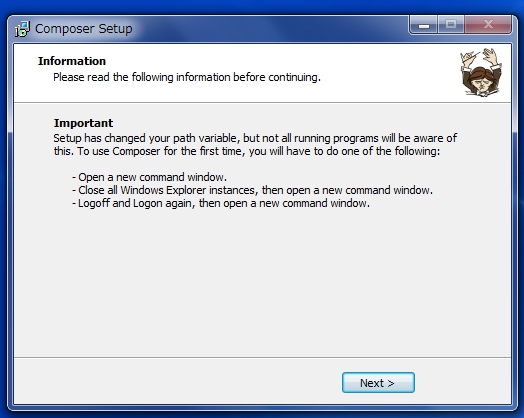 Composer Setup
Information
Please read the following information before continuing.
Important
Setup has changed your path variable, but not all running programs will be aware of
this. To use Composer for the first time, you will have to do one of the following:
- Open a new command window.
- Close all Windows Explorer instances, then open a new command window.
- Logoff and Logon again, then open a new command window.
Next >